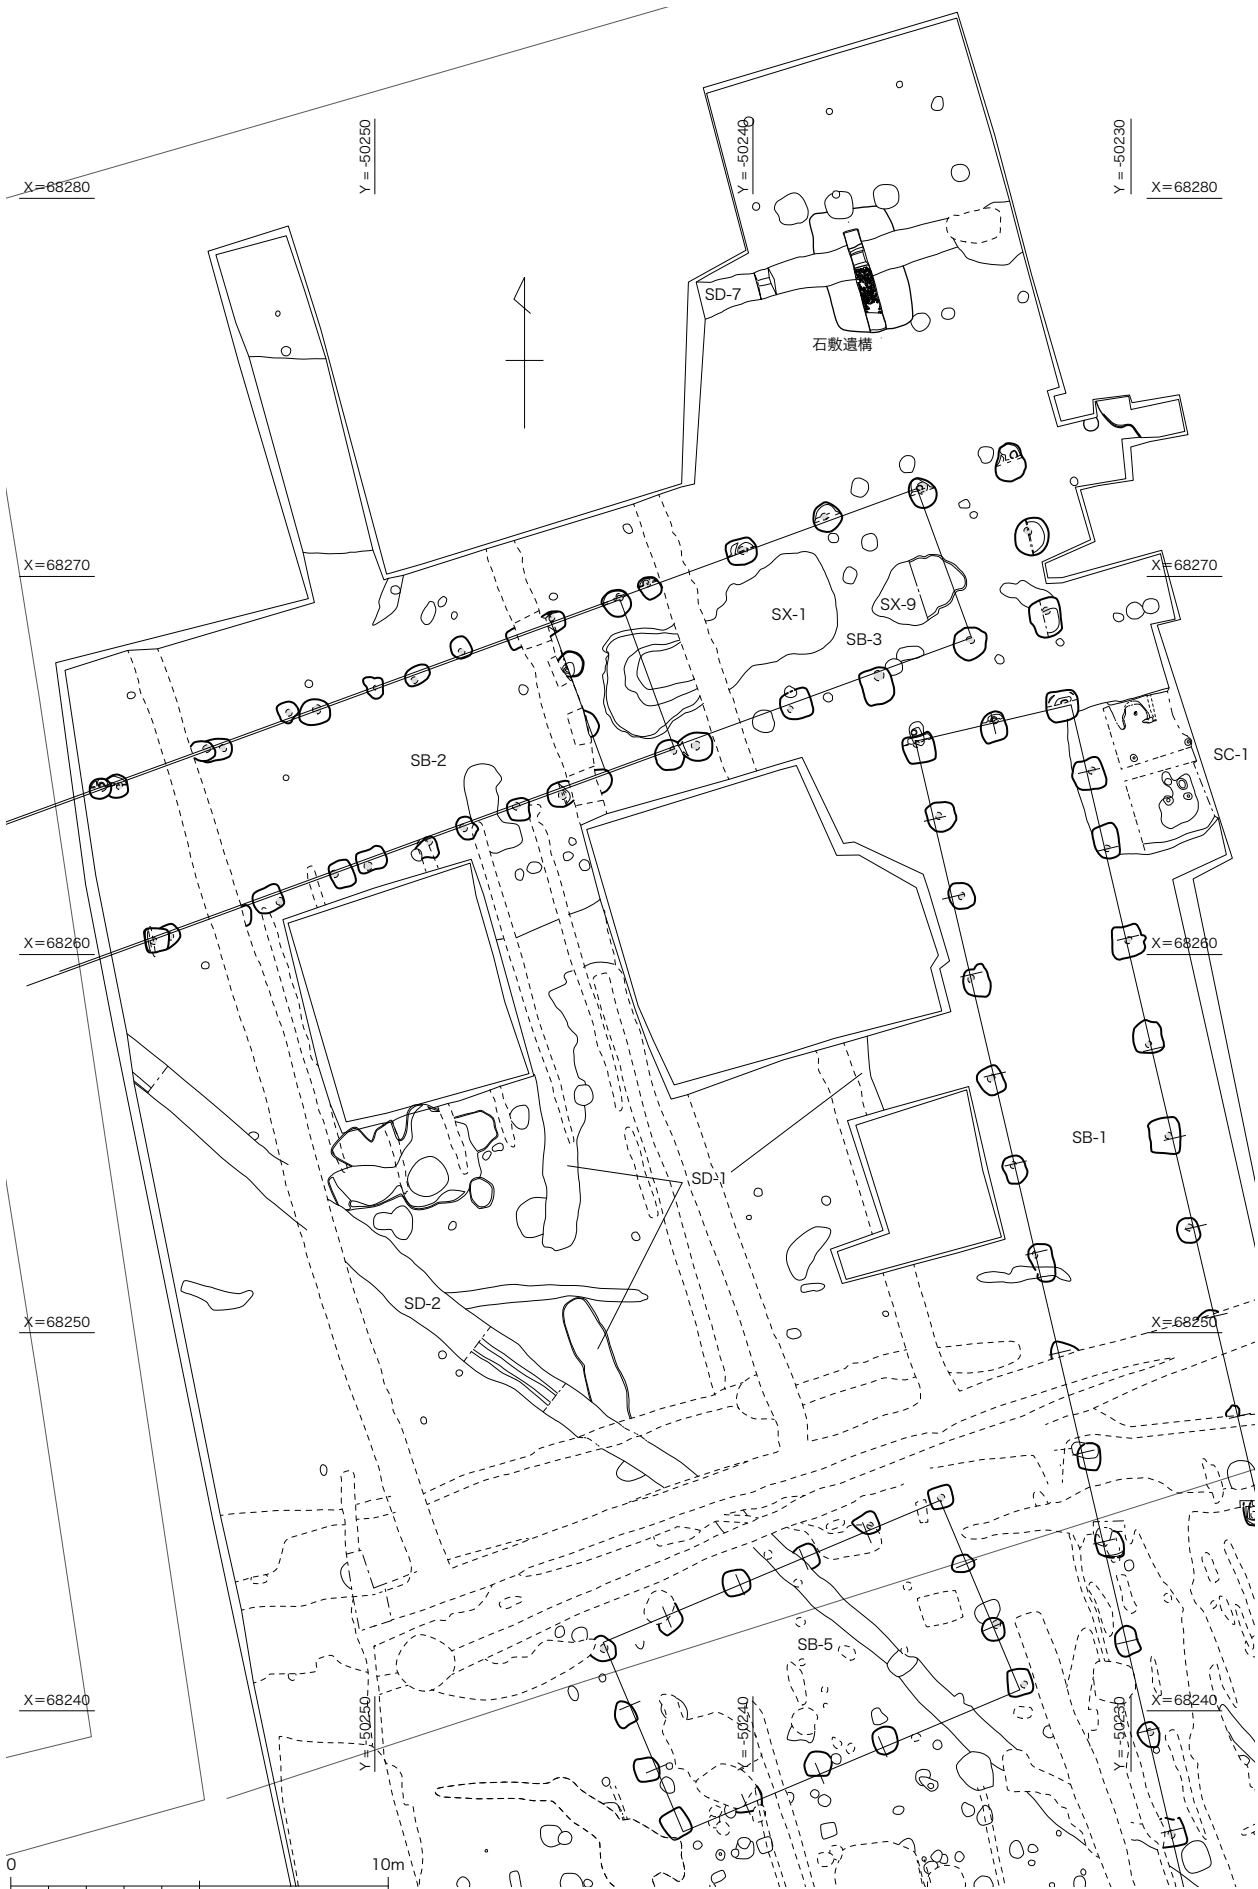 Y = -50250
Y = -50240
Y = -50230
X=68280
X=68280
SD-7
石敷遺構
X=68270
X=68270
SX-1
SX-9
SB-3
SB-2
SC-1
X=68260
X=68260
SB-1
SD-1
SD-2
X=68250
X=68250
SB-5
X=68240
X=68240
Y = -50250
Y = -50240
Y = -50230
0
10m